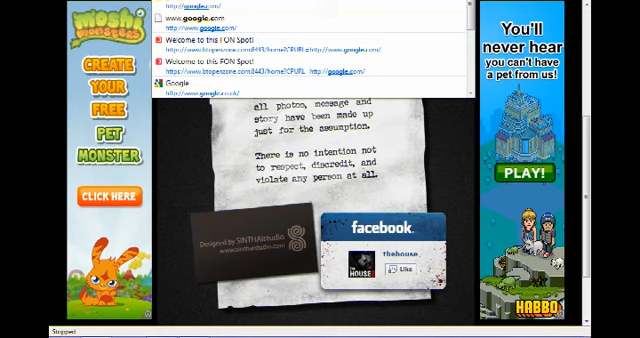 http://google.com/
www.google.com
http://www.google.com/
Welcome to this FON Spot!
https://www.btopenzone.com:8443/home?CPURL=http://www.google.com/
Welcome to this FON Spot!
https://www.btopenzone.com:8443/home?CPURL http://google.com/
Google
http://www.google.co.uk/
moshi monsters
CREATE
YOUR
FREE
PET
MONSTER
CLICK HERE
all photos, message and
story have been made up
just for the assumption.
There is no intention not
to respect, discredit, and
violate any person at all.
Designed by SINTHAIstudio
www.sinthaistudio.com
facebook
THE HOUSE
thehouse
Like
You'll
never hear
you can't have
a pet from us!
PLAY!
HABBO
Stopped